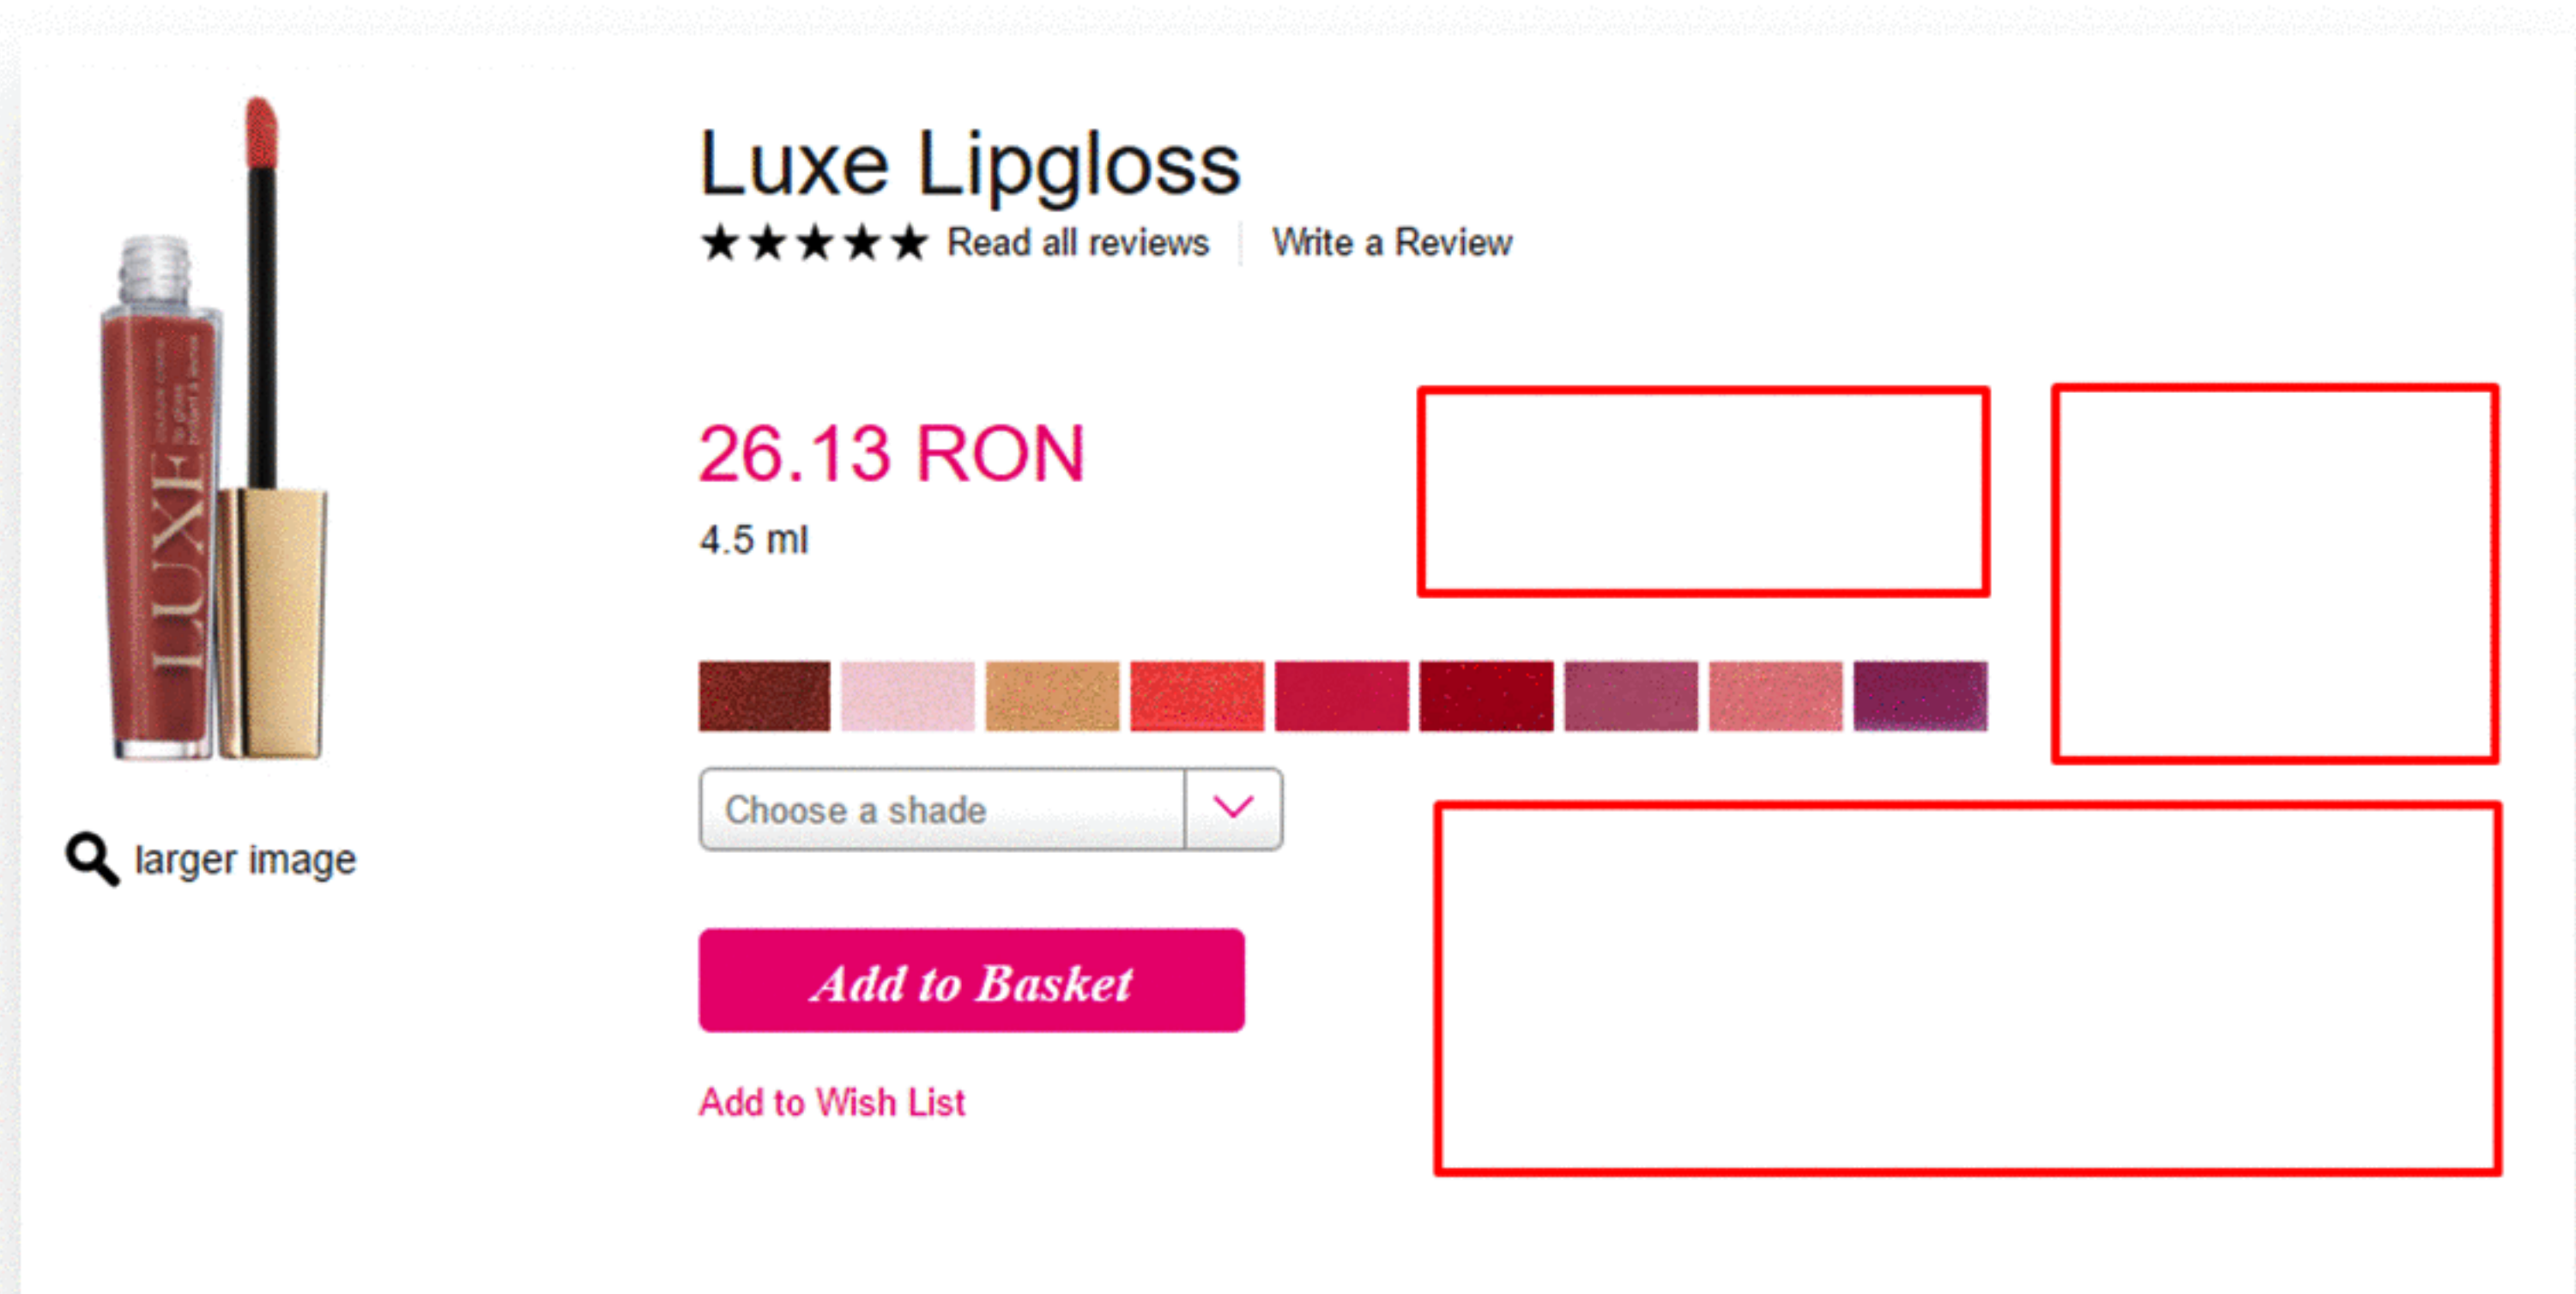 Luxe Lipgloss
★★★★★ Read all reviews | Write a Review
26.13 RON
4.5 ml
LUXE
Choose a shade
larger image
Add to Basket
Add to Wish List